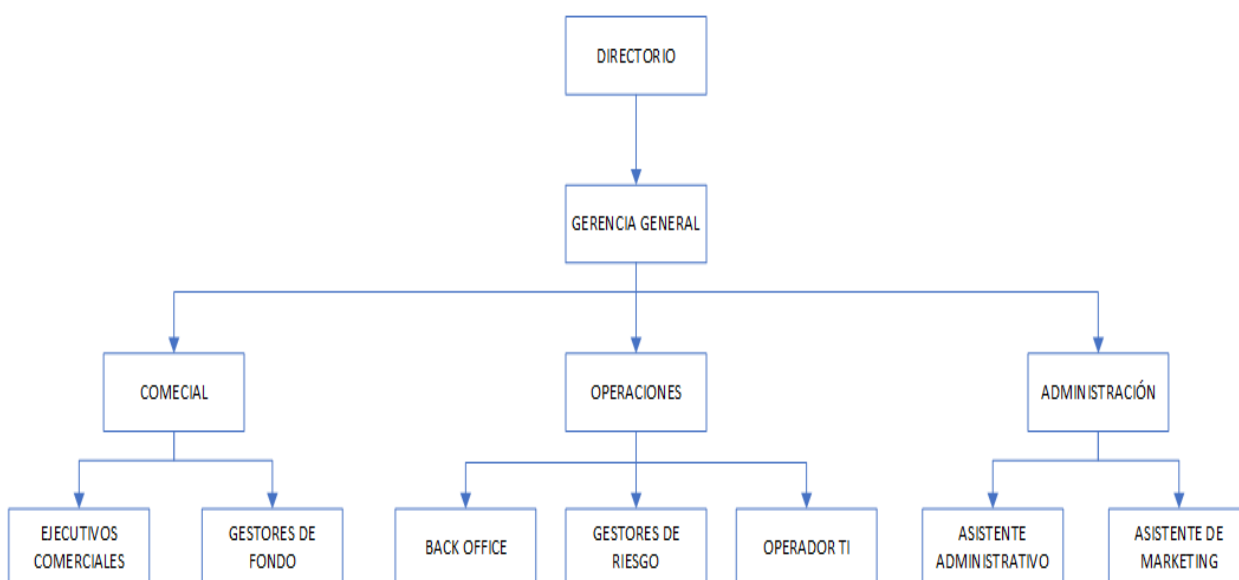 DIRECTORIO
GERENCIA GENERAL
COMECIAL
OPERACIONES
ADMINISTRACIÓN
EJECUTIVOS
COMERCIALES
GESTORES DE
FONDO
BACK OFFICE
GESTORES DE
RIESGO
OPERADOR TI
ASISTENTE
ADMINISTRATIVO
ASISTENTE DE
MARKETING